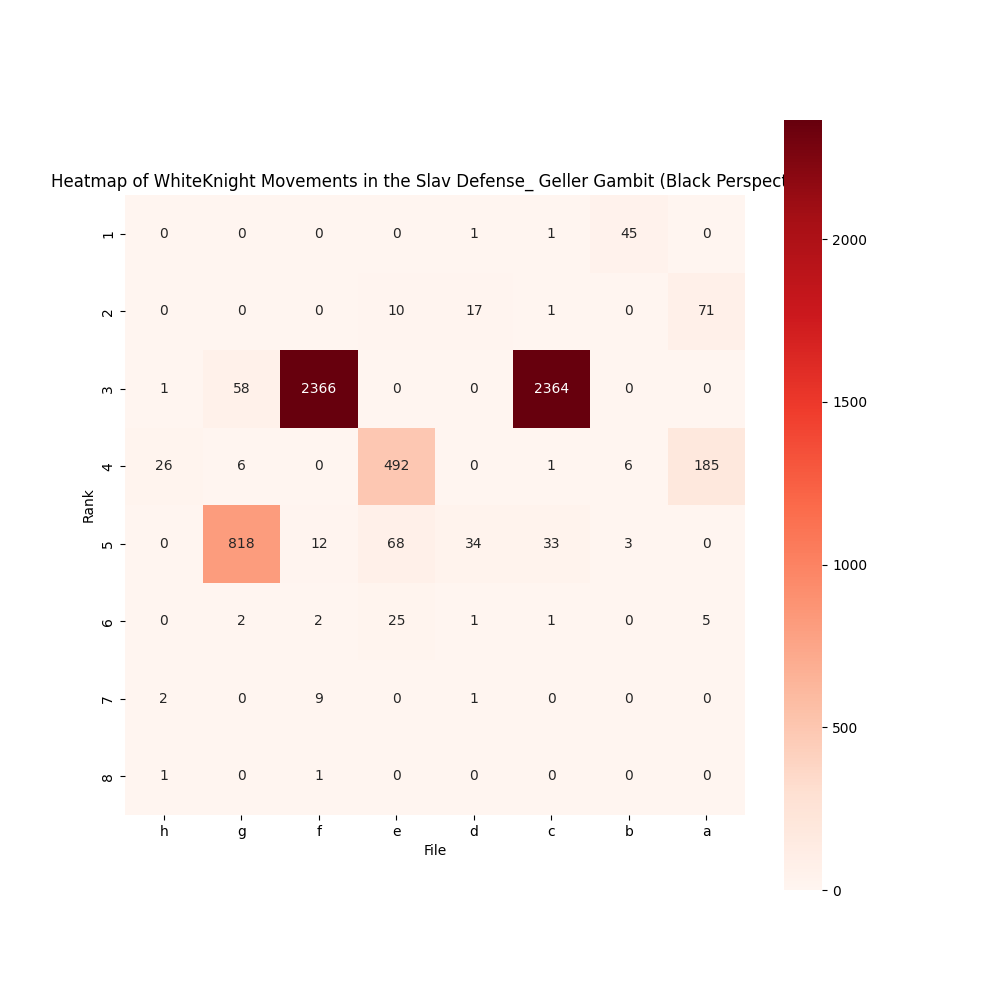 Heatmap of WhiteKnight Movements in the Slav Defense_ Geller Gambit (Black Perspect
1 0 0 0 0 1 1 45 0
2 0 0 0 10 17 1 0 71
3 1 58 2366 0 0 2364 0 0
4 26 6 0 492 0 1 6 185
5 0 818 12 68 34 33 3 0
6 0 2 2 25 1 1 0 5
7 2 0 9 0 1 0 0 0
8 1 0 1 0 0 0 0 0
Rank
h g f e d c b a
File
2000
1500
1000
500
0